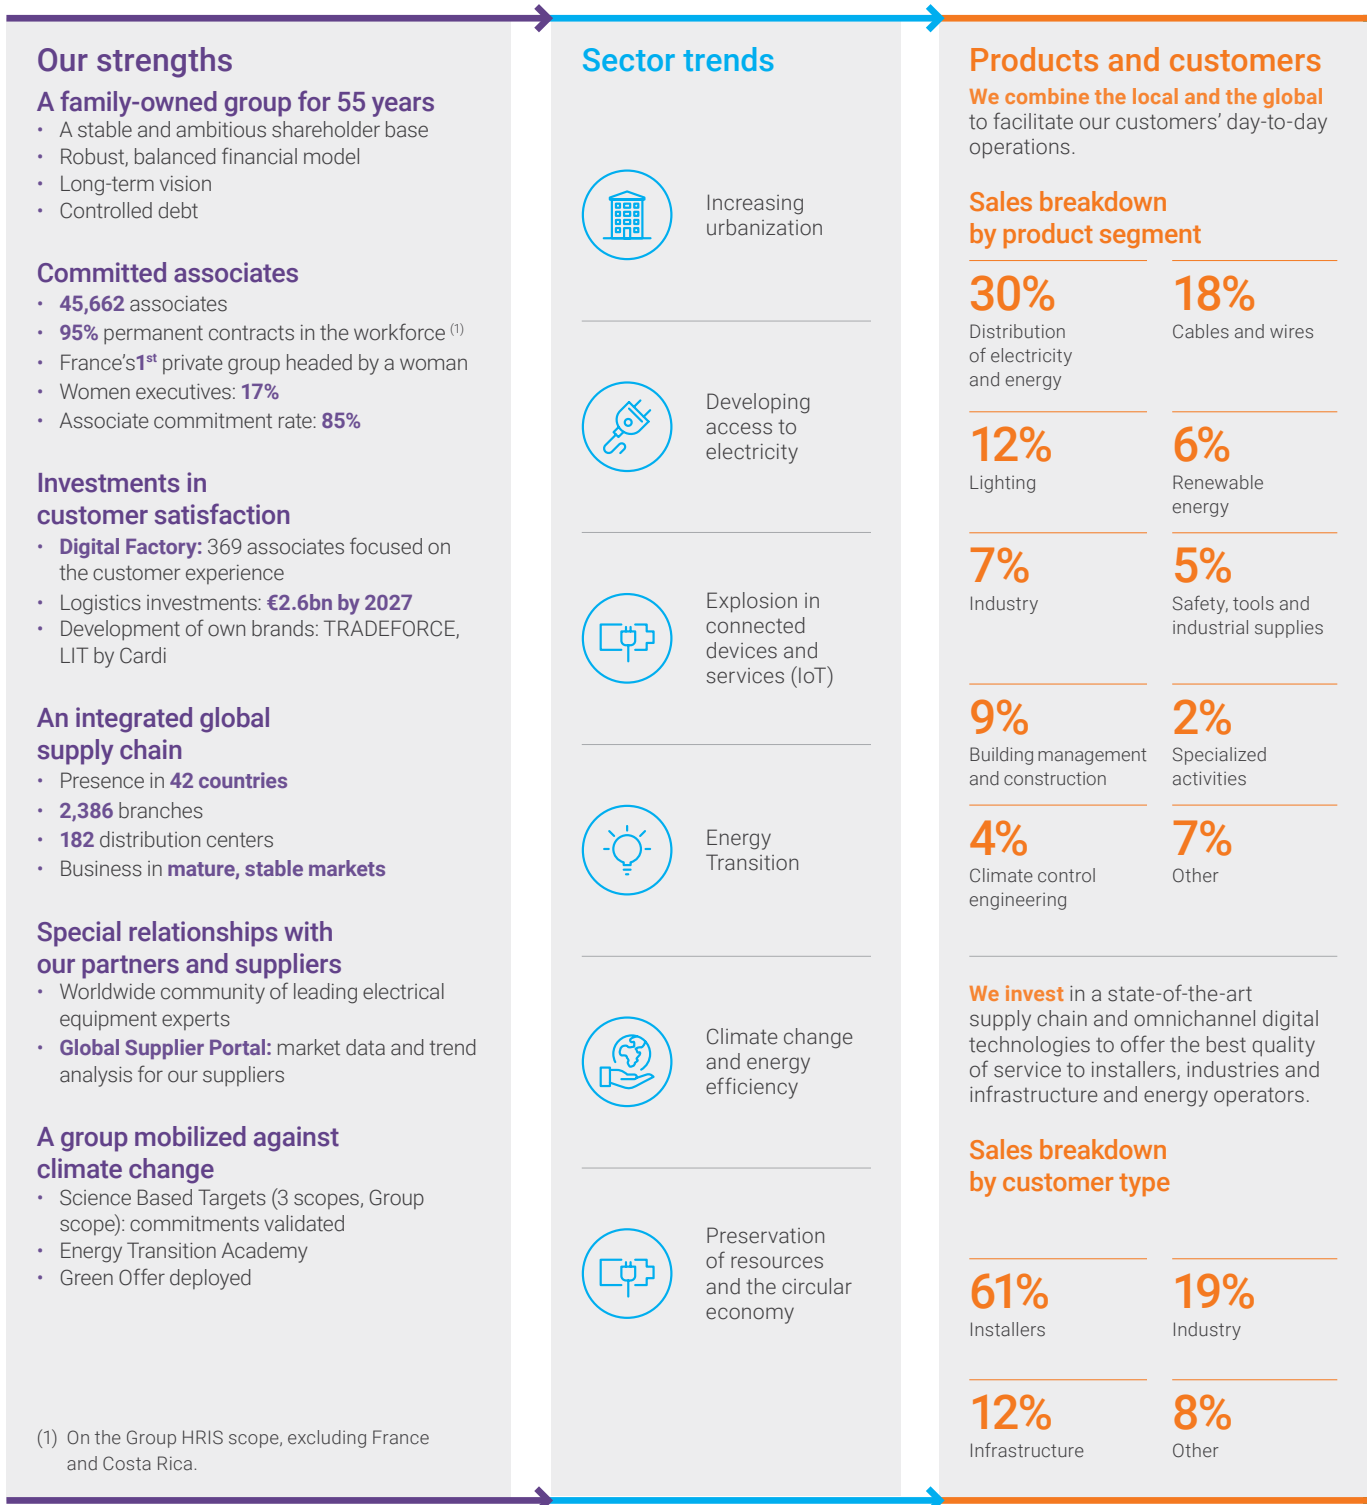 Our strengths
A family-owned group for 55 years
• A stable and ambitious shareholder base
• Robust, balanced financial model
• Long-term vision
• Controlled debt
Committed associates
• 45,662 associates
• 95% permanent contracts in the workforce (1)
• France's1st private group headed by a woman
• Women executives: 17%
• Associate commitment rate: 85%
Investments in
customer satisfaction
• Digital Factory: 369 associates focused on
the customer experience
• Logistics investments: €2.6bn by 2027
• Development of own brands: TRADEFORCE,
LIT by Cardi
An integrated global
supply chain
• Presence in 42 countries
• 2,386 branches
• 182 distribution centers
• Business in mature, stable markets
Special relationships with
our partners and suppliers
• Worldwide community of leading electrical
equipment experts
• Global Supplier Portal: market data and trend
analysis for our suppliers
A group mobilized against
climate change
• Science Based Targets (3 scopes, Group
scope): commitments validated
• Energy Transition Academy
• Green Offer deployed
(1) On the Group HRIS scope, excluding France
and Costa Rica.
Sector trends
Increasing
urbanization
Developing
access to
electricity
Explosion in
connected
devices and
services (IoT)
Energy
Transition
Climate change
and energy
efficiency
Preservation
of resources
and the circular
economy
Products and customers
We combine the local and the global
to facilitate our customers' day-to-day
operations.
Sales breakdown
by product segment
30%
Distribution
of electricity
and energy
18%
Cables and wires
12%
Lighting
6%
Renewable
energy
7%
Industry
5%
Safety, tools and
industrial supplies
9%
Building management
and construction
2%
Specialized
activities
4%
Climate control
engineering
7%
Other
We invest in a state-of-the-art
supply chain and omnichannel digital
technologies to offer the best quality
of service to installers, industries and
infrastructure and energy operators.
Sales breakdown
by customer type
61%
Installers
19%
Industry
12%
Infrastructure
8%
Other